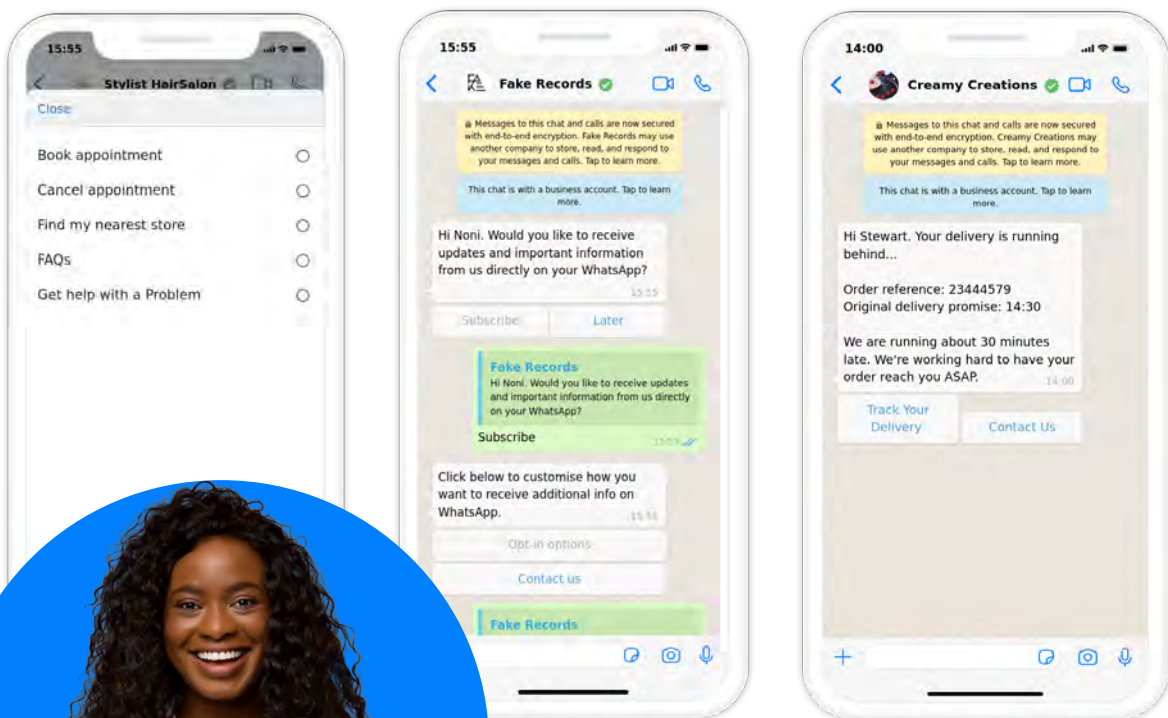 15:55
Stylist HairSalon
Close
Book appointment
Cancel appointment
Find my nearest store
FAQs
Get help with a Problem
15:55
Fake Records
Messages to this chat and calls are now secured
with end-to-end encryption. Fake Records may use
another company to store, read, and respond to
your messages and calls. Tap to learn more.
This chat is with a business account. Tap to learn
more.
Hi Noni. Would you like to receive
updates and important information
from us directly on your WhatsApp?
15:55
Subscribe
Later
Fake Records
Hi Noni. Would you like to receive updates
and important information from us directly
on your WhatsApp?
Subscribe
15:55
Click below to customise how you
want to receive additional info on
WhatsApp.
15:55
Opt-in options
Contact us
Fake Records
14:00
Creamy Creations
Messages to this chat and calls are now secured
with end-to-end encryption. Creamy Creations may
use another company to store, read, and respond to
your messages and calls. Tap to learn more.
This chat is with a business account. Tap to learn
more.
Hi Stewart. Your delivery is running
behind...
Order reference: 23444579
Original delivery promise: 14:30
We are running about 30 minutes
late. We're working hard to have your
order reach you ASAP.
14:00
Track Your
Delivery
Contact Us